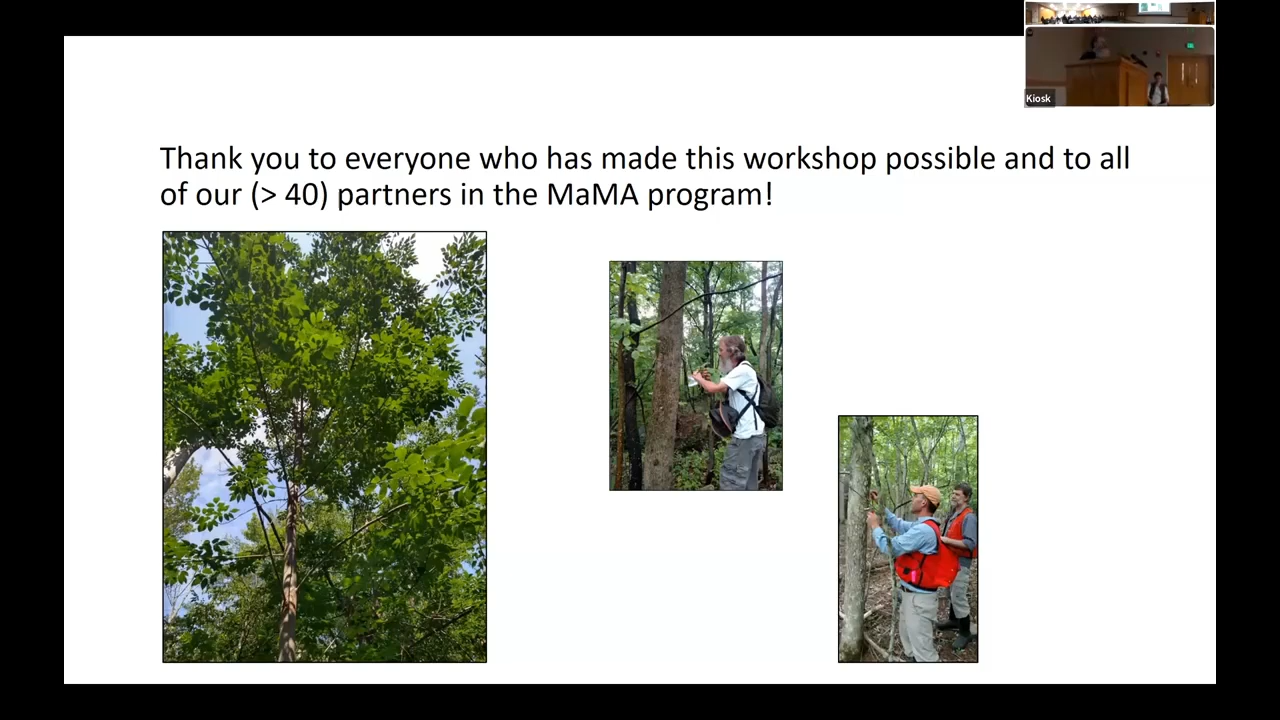 Kiosk
Thank you to everyone who has made this workshop possible and to all
of our (> 40) partners in the MaMA program!